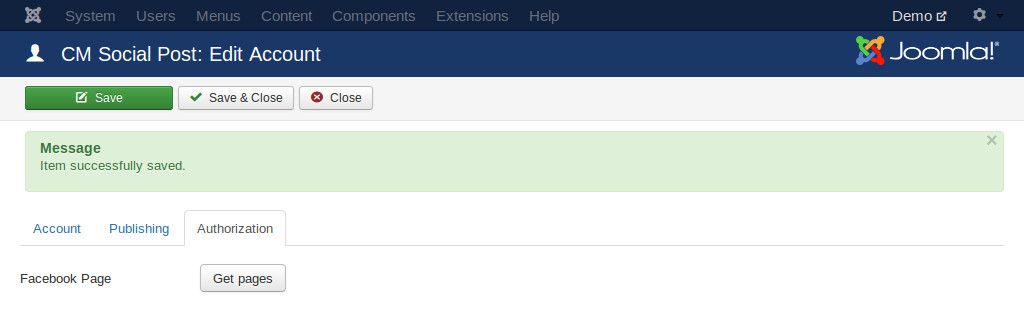 System Users Menus Content Components Extensions Help Demo
CM Social Post: Edit Account Joomla!®
Save Save & Close Close
Message
Item successfully saved.
Account Publishing Authorization
Facebook Page Get pages